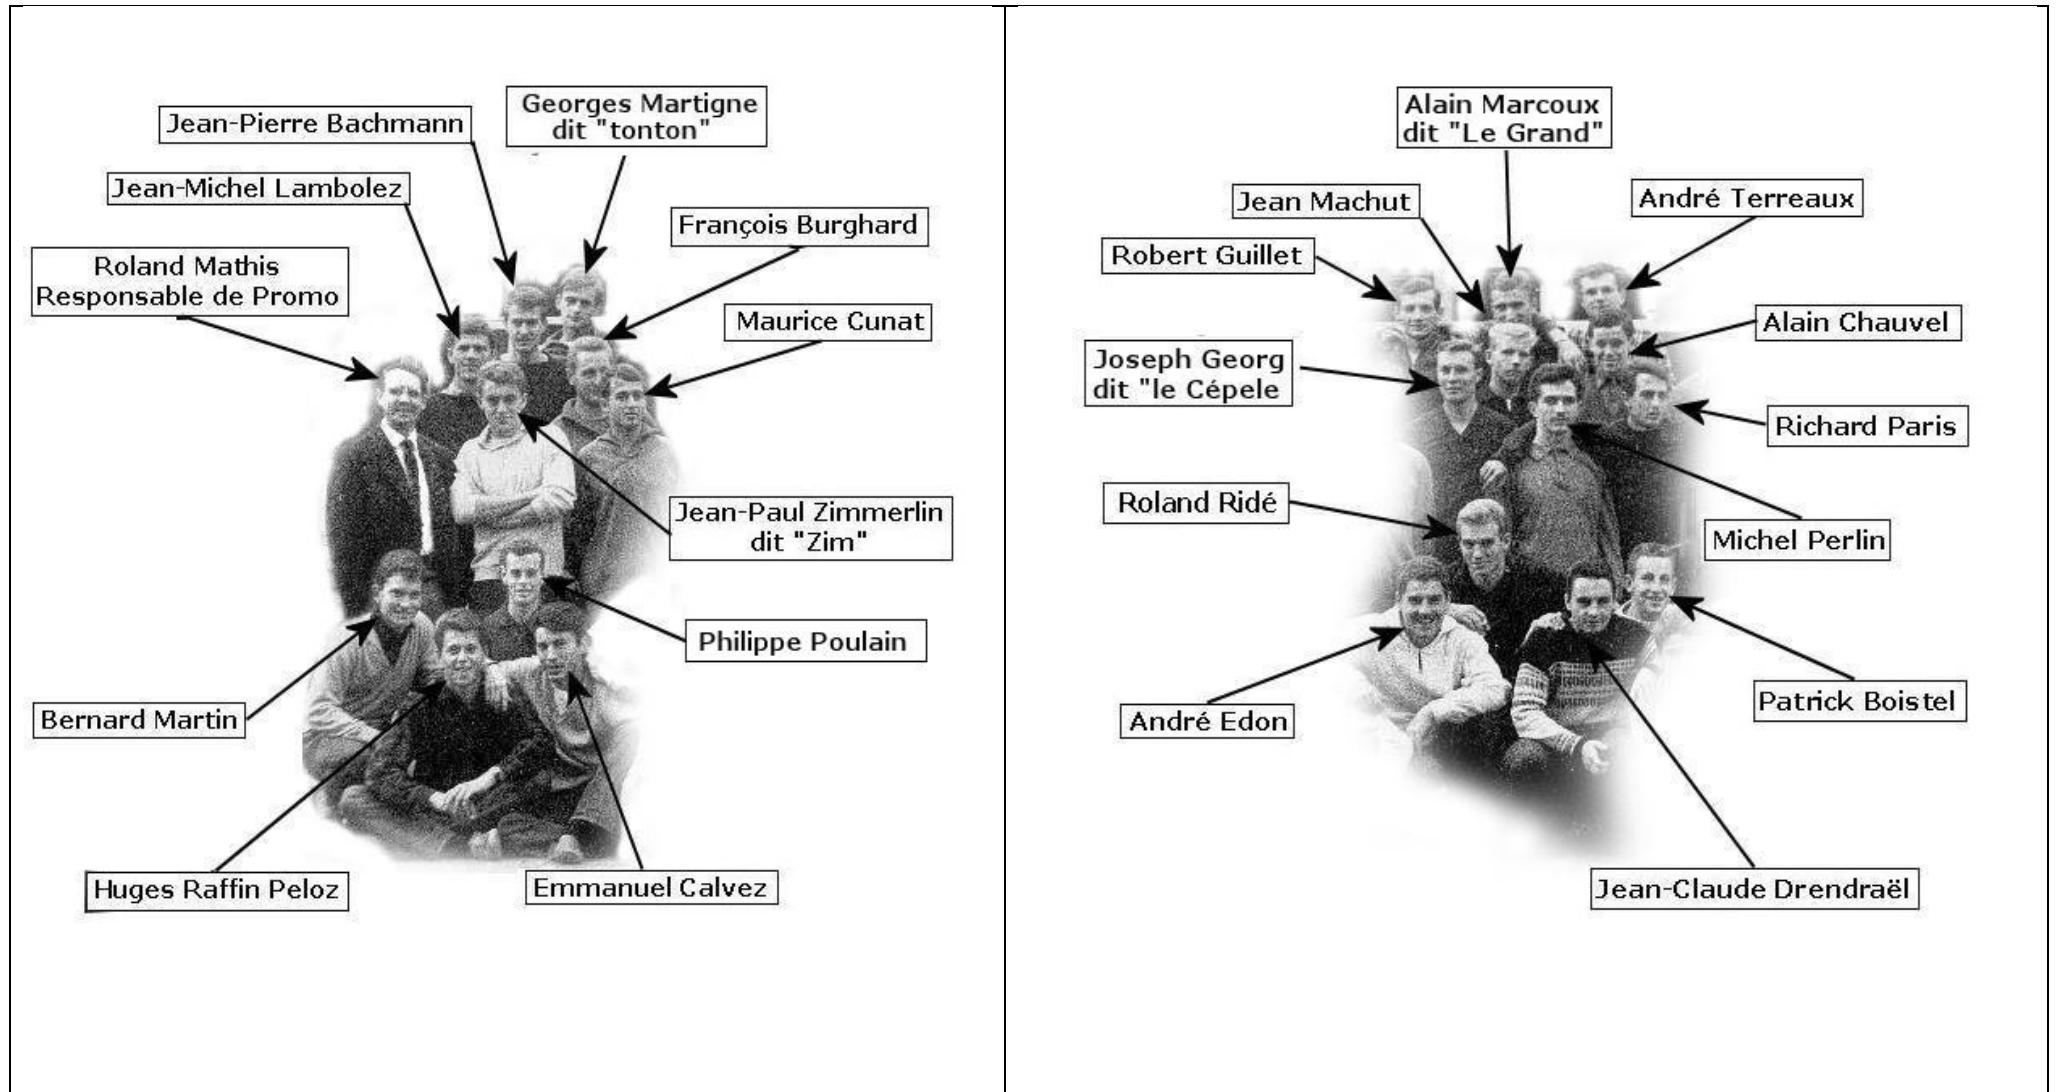 Georges Martigne
dit "tonton"
Jean-Pierre Bachmann
Jean-Michel Lambolez
François Burghard
Roland Mathis
Responsable de Promo
Maurice Cunat
Jean-Paul Zimmerlin
dit "Zim"
Philippe Poulain
Bernard Martin
Huges Raffin Peloz
Emmanuel Calvez
Alain Marcoux
dit "Le Grand"
Jean Machut
André Terreaux
Robert Guillet
Alain Chauvel
Joseph Georg
dit "le Cépele
Richard Paris
Roland Ridé
Michel Perlin
Patrick Boistel
André Edon
Jean-Claude Drendraël